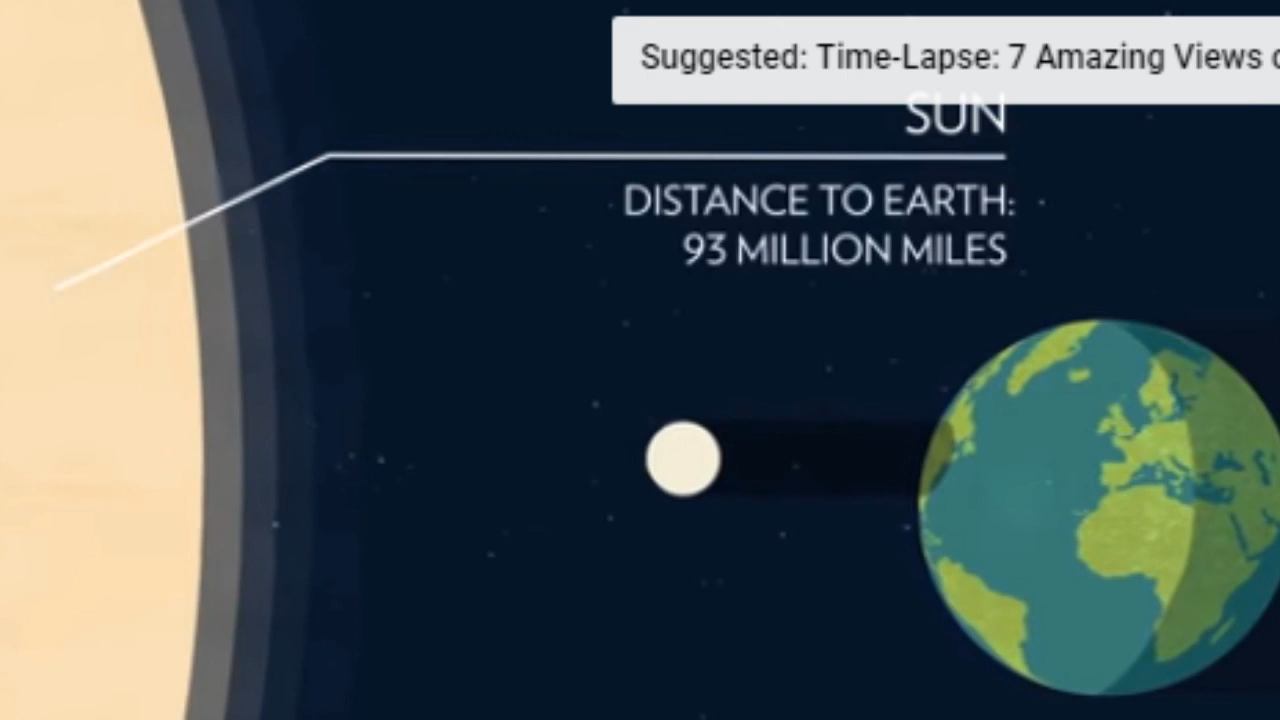 Suggested: Time-Lapse: 7 Amazing Views
SUN
DISTANCE TO EARTH:
93 MILLION MILES